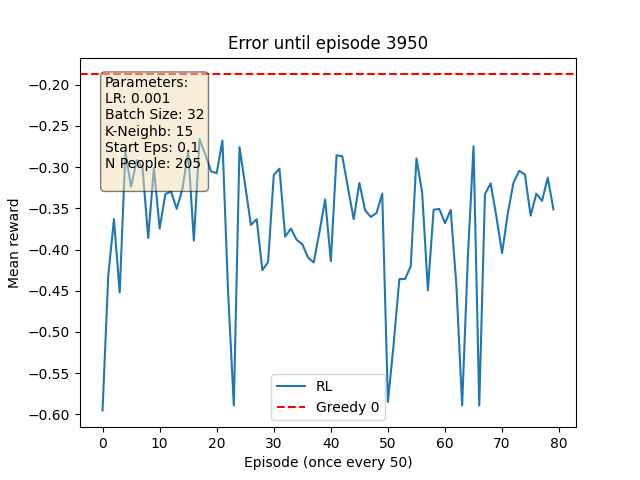 Error until episode 3950
Mean reward
−0.20
−0.25
−0.30
−0.35
−0.40
−0.45
−0.50
−0.55
−0.60
Parameters:
LR: 0.001
Batch Size: 32
K-Neighb: 15
Start Eps: 0,1
N People: 205
RL
Greedy 0
0 10 20 30 40 50 60 70 80
Episode (once every 50)